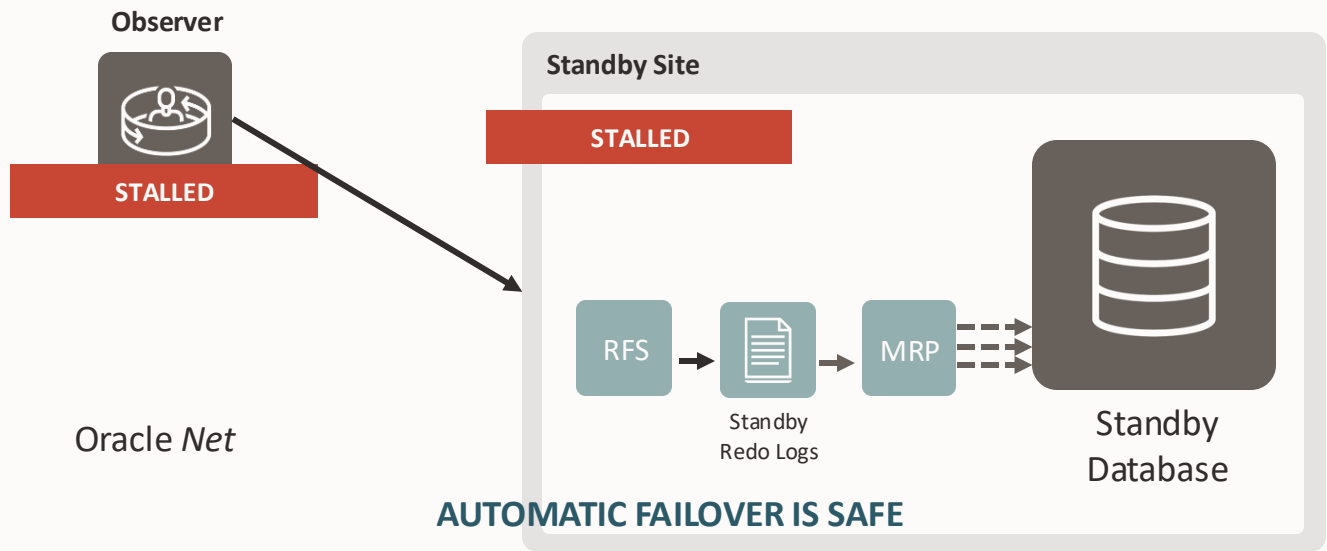 Observer
STALLED
Standby Site
STALLED
RFS
MRP
Standby
Redo Logs
Standby
Database
Oracle Net
AUTOMATIC FAILOVER IS SAFE